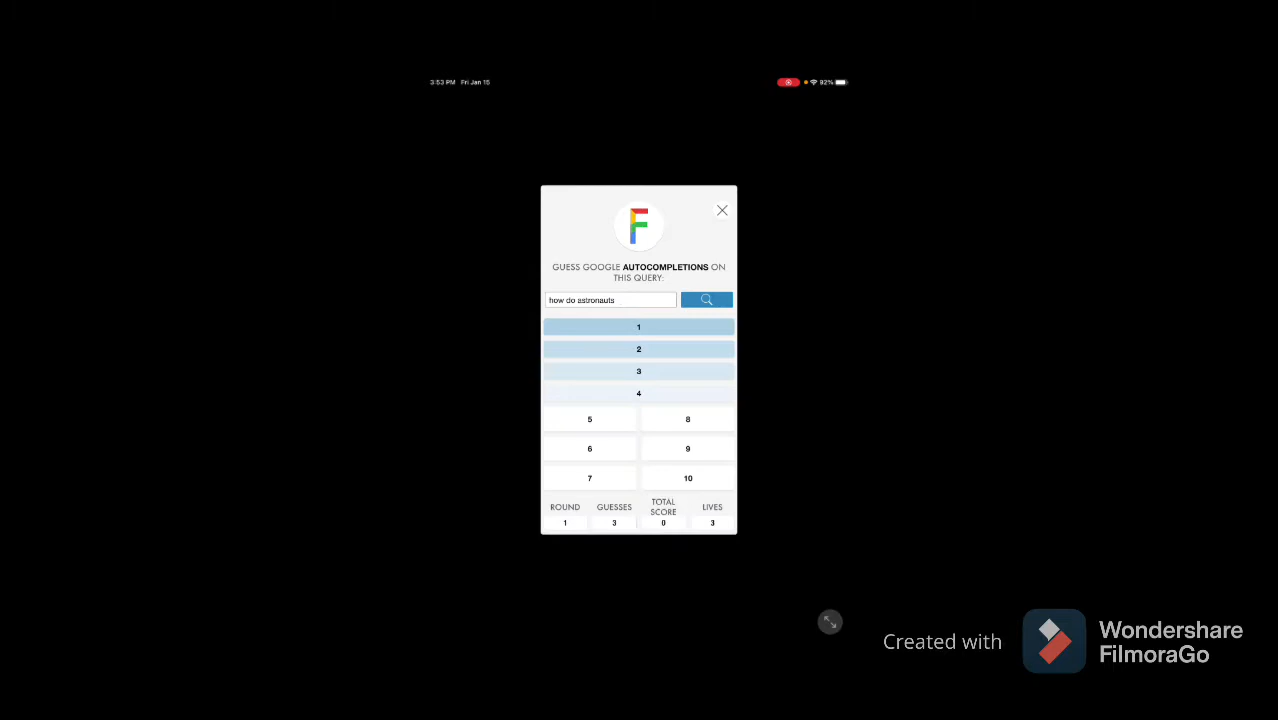 3:53 PM Fri Jan 15
92%
F
GUESS GOOGLE AUTOCOMPLETIONS ON
THIS QUERY:
how do astronauts
1
2
3
4
5 8
6 9
7 10
ROUND GUESSES TOTAL SCORE LIVES
1 3 0 3
Created with
Wondershare
FilmoraGo